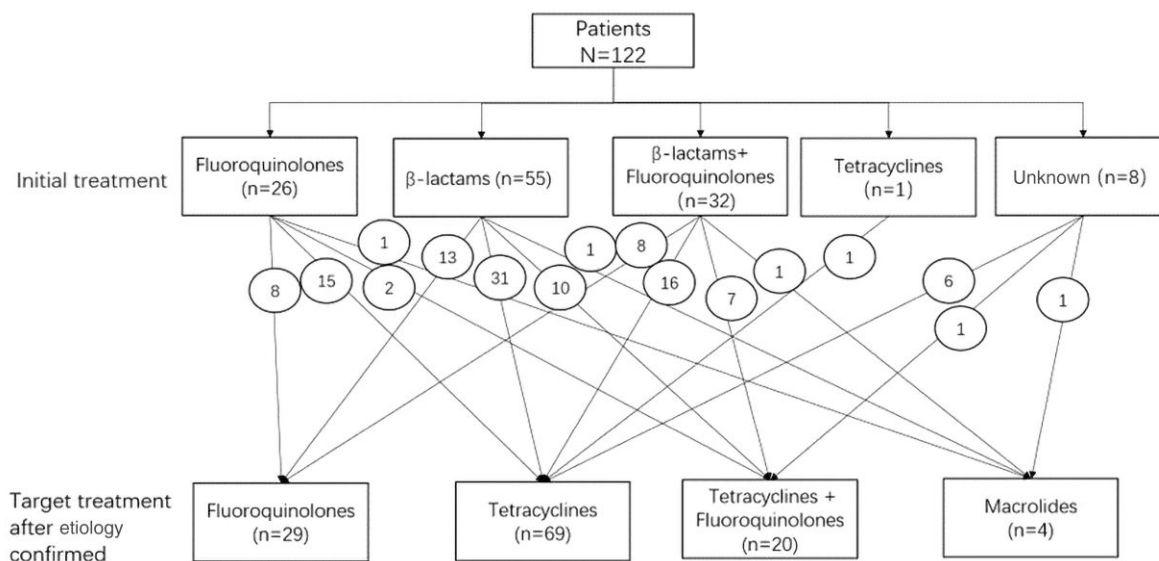 Patients
N=122
Initial treatment
Fluoroquinolones
(n=26)
β-lactams (n=55)
β-lactams+
Fluoroquinolones
(n=32)
Tetracyclines
(n=1)
Unknown (n=8)
1
13
1
8
1
1
8
15
2
31
10
16
7
6
1
1
Target treatment
after etiology
confirmed
Fluoroquinolones
(n=29)
Tetracyclines
(n=69)
Tetracyclines +
Fluoroquinolones
(n=20)
Macrolides
(n=4)